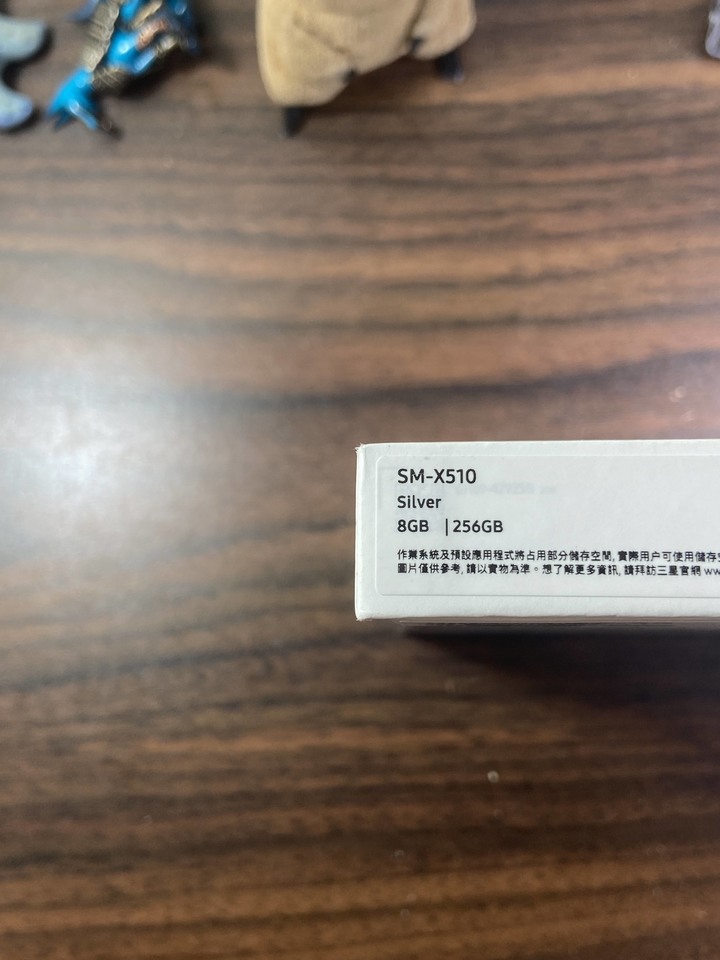 SM-X510
Silver
8GB | 256GB
作業系統及預設應用程式將占用部分儲存空間, 實際用户可使用儲存
圖片僅供參考, 請以實物為準。想了解更多資訊, 請拜訪三星官網 ww